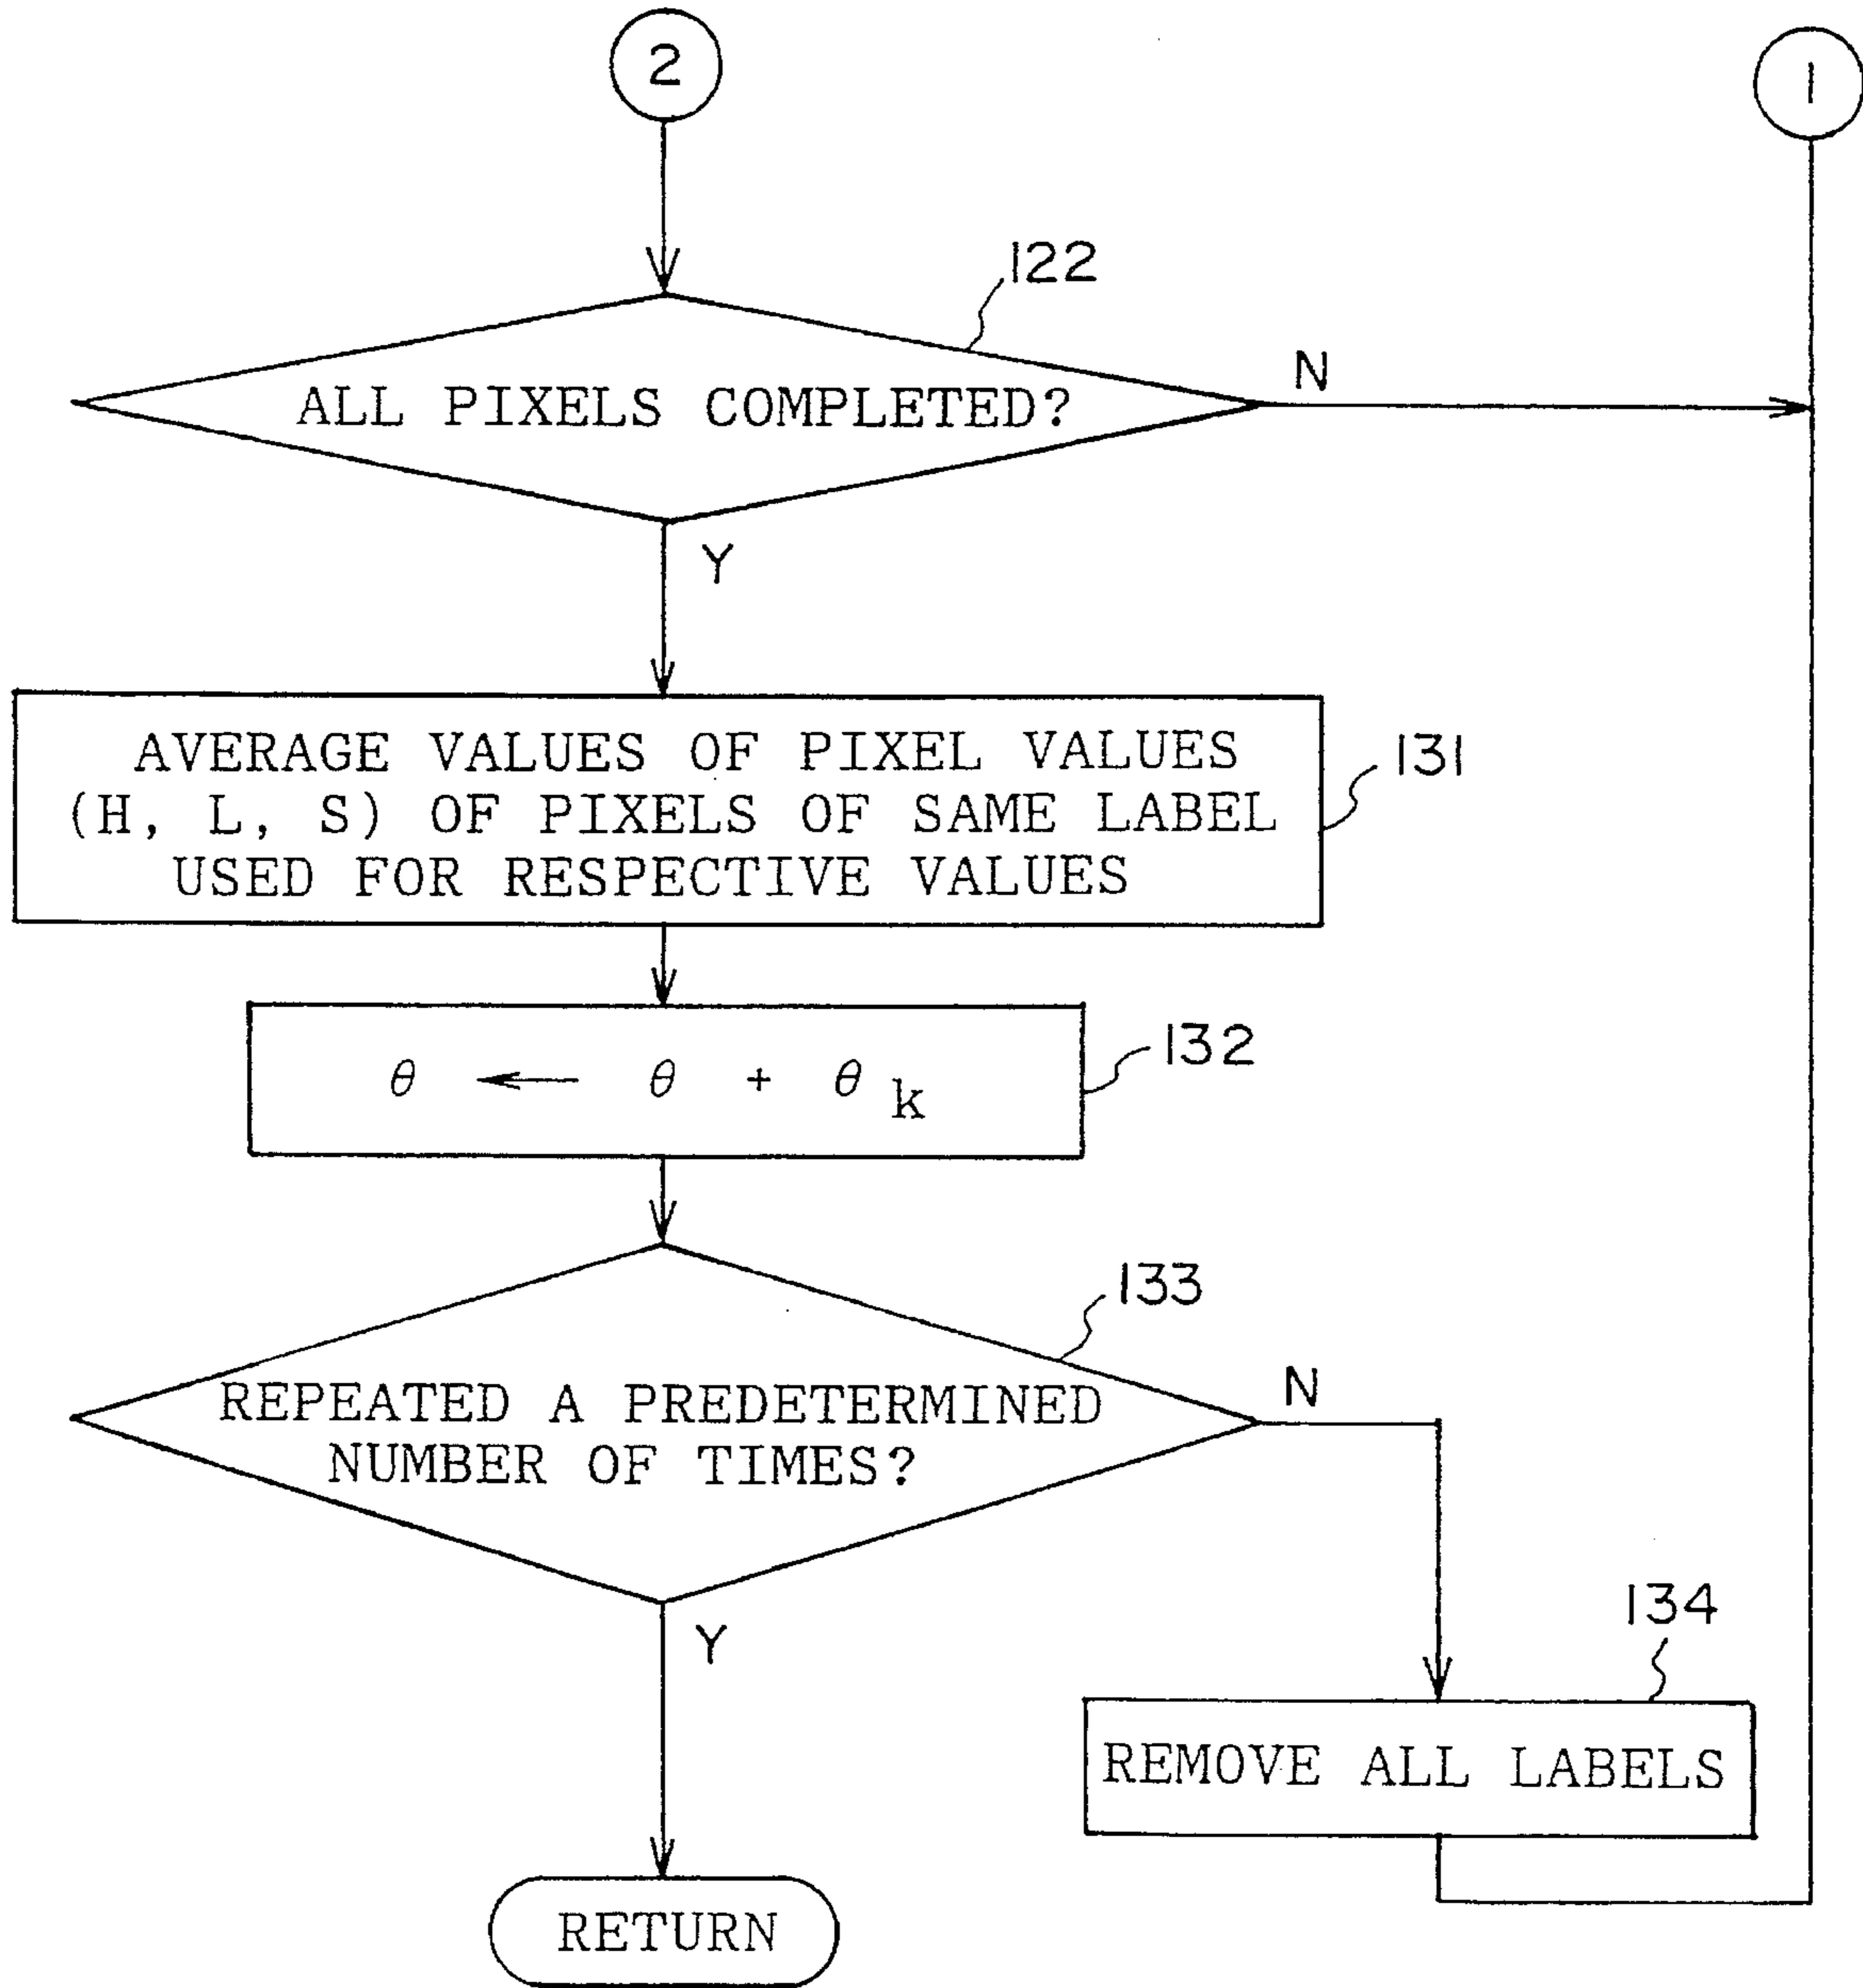 2
1
122
ALL PIXELS COMPLETED?
N
Y
AVERAGE VALUES OF PIXEL VALUES
(H, L, S) OF PIXELS OF SAME LABEL
USED FOR RESPECTIVE VALUES
131
θ ← θ + θk
132
133
REPEATED A PREDETERMINED
NUMBER OF TIMES?
N
Y
134
REMOVE ALL LABELS
RETURN